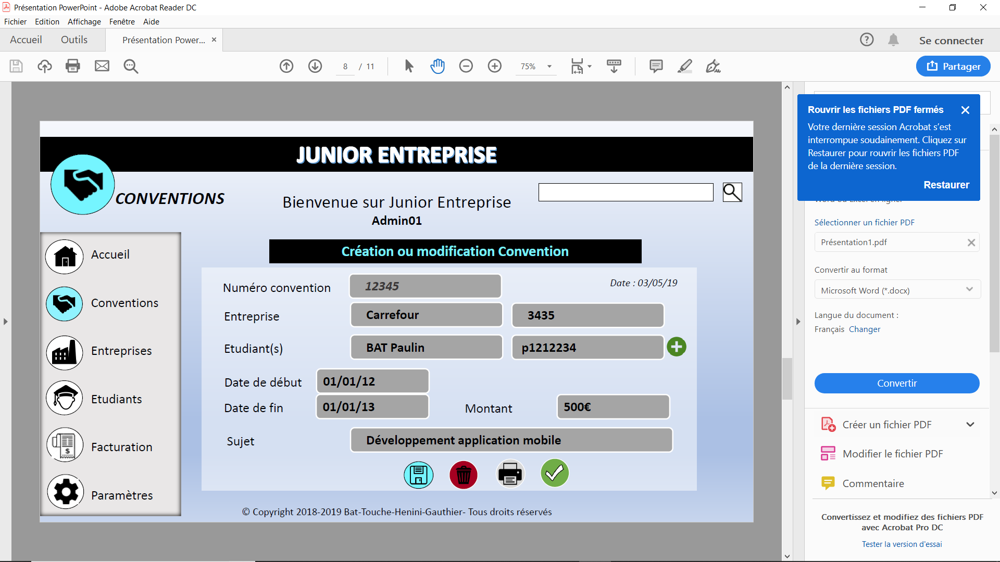 Présentation PowerPoint - Adobe Acrobat Reader DC
Fichier Edition Affichage Fenêtre Aide
Accueil Outils Présentation Power... ×
? Se connecter
8 / 11 75% Partager
Rouvrir les fichiers PDF fermés
Votre dernière session Acrobat s'est
interrompue soudainement. Cliquez sur
Restaurer pour rouvrir les fichiers PDF
de la dernière session.
Restaurer
JUNIOR ENTREPRISE
CONVENTIONS
Bienvenue sur Junior Entreprise
Admin01
Accueil
Conventions
Entreprises
Etudiants
$
Facturation
Paramètres
Création ou modification Convention
Numéro convention 12345 Date : 03/05/19
Entreprise Carrefour 3435
Etudiant(s) BAT Paulin p1212234
Date de début 01/01/12
Date de fin 01/01/13 Montant 500€
Sujet Développement application mobile
© Copyright 2018-2019 Bat-Touche-Henini-Gauthier- Tous droits réservés
Word ou Excel en ligne.
Sélectionner un fichier PDF
Présentation1.pdf
Convertir au format
Microsoft Word (*.docx)
Langue du document :
Français Changer
Convertir
Créer un fichier PDF
Modifier le fichier PDF
Commentaire
Convertissez et modifiez des fichiers PDF
avec Acrobat Pro DC
Tester la version d'essai